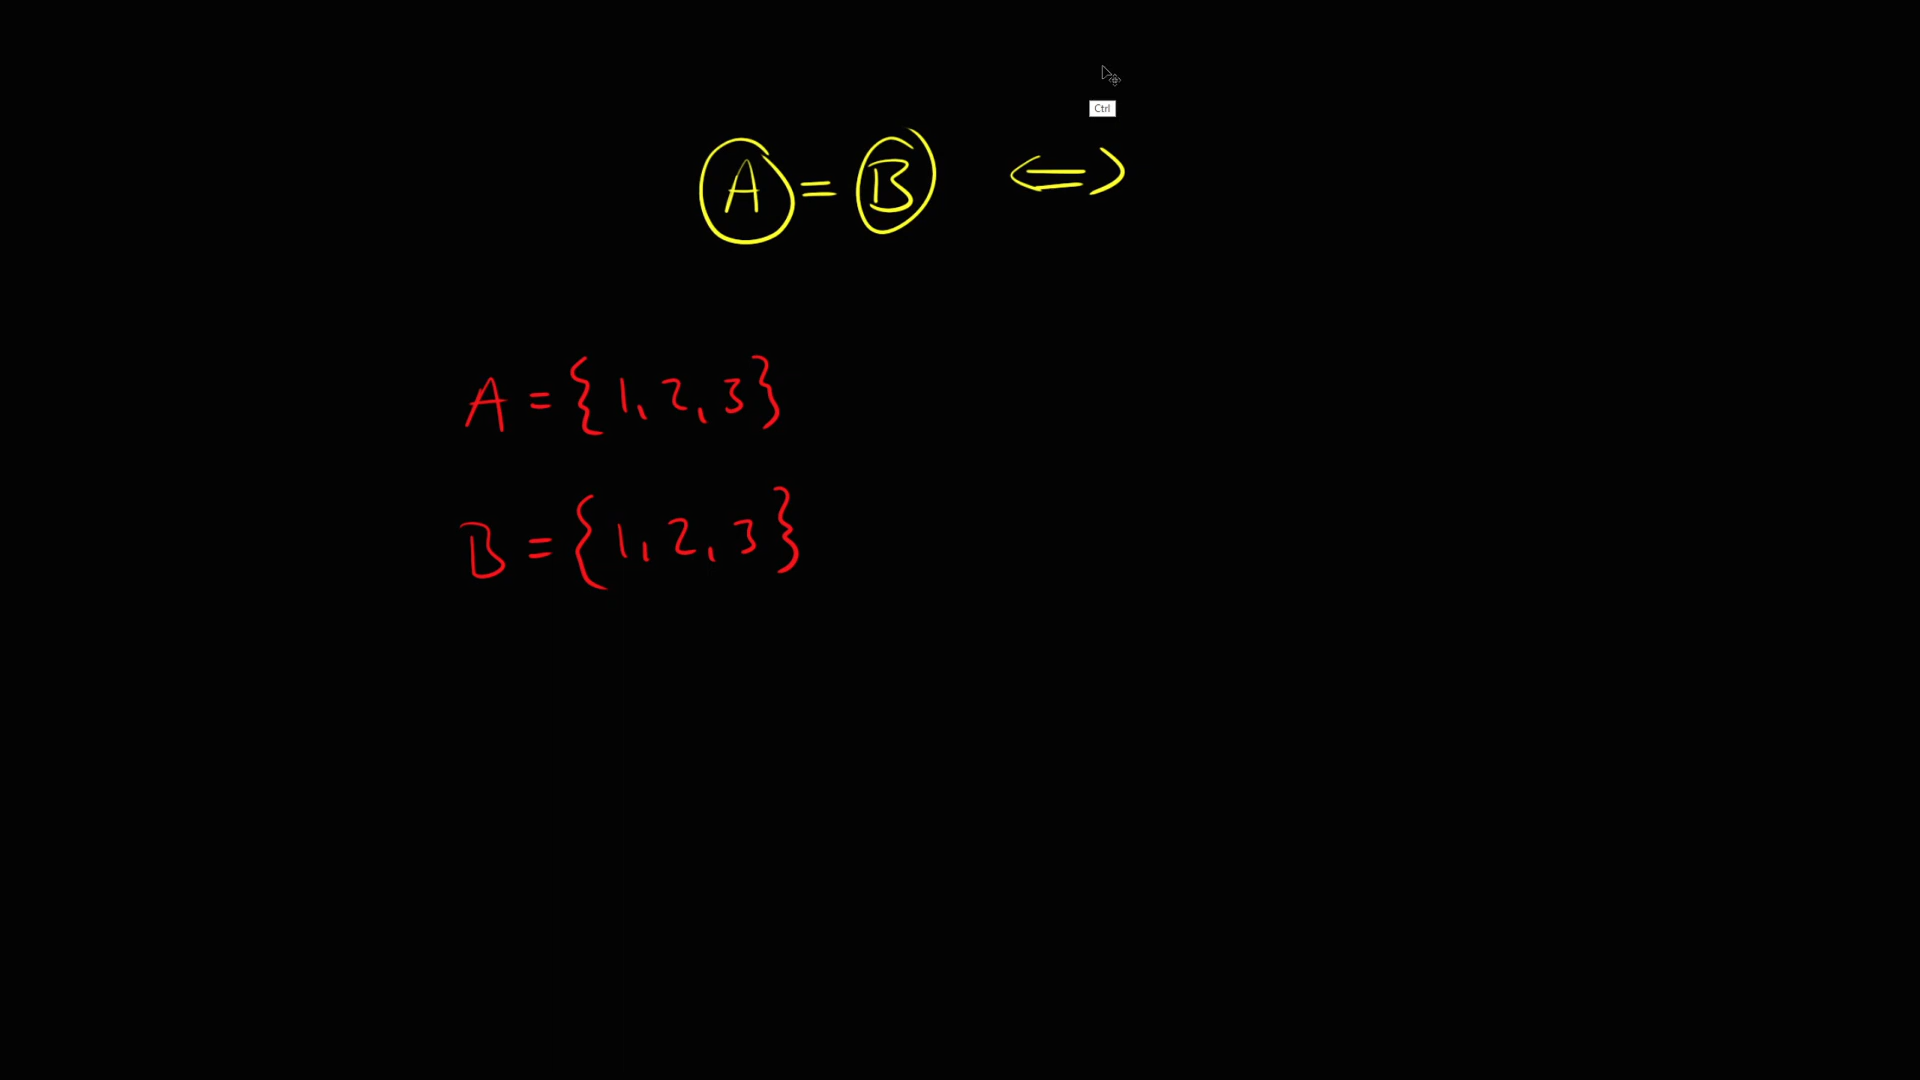 Ctrl
A = B <=>
A = {1, 2, 3}
B = {1, 2, 3}